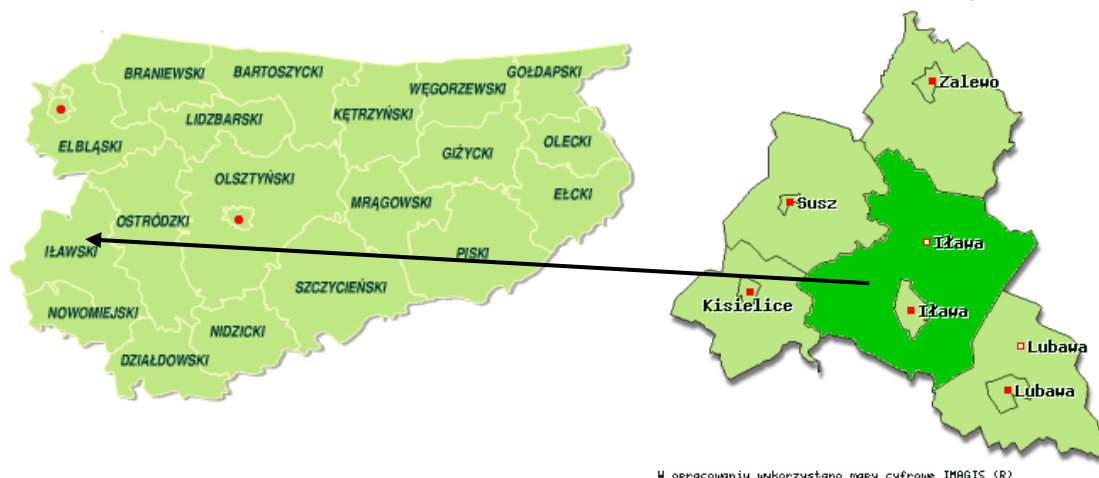 BRANIEWSKI
BARTOSZYCKI
GOŁDAPSKI
WĘGORZEWSKI
KĘTRZYŃSKI
LIDZBARSKI
ELBLĄSKI
GIŻYCKI
OLECKI
OLSZTYŃSKI
EŁCKI
MRĄGOWSKI
OSTRÓDZKI
IŁAWSKI
PISKI
SZCZYCIEŃSKI
NOWOMIEJSKI
NIDZICKI
DZIAŁDOWSKI
Zalewo
Susz
Iława
Kisielice
Iława
Lubawa
Lubawa
W opracowaniu wykorzystano mapy cyfrowe IMAGIS (R)